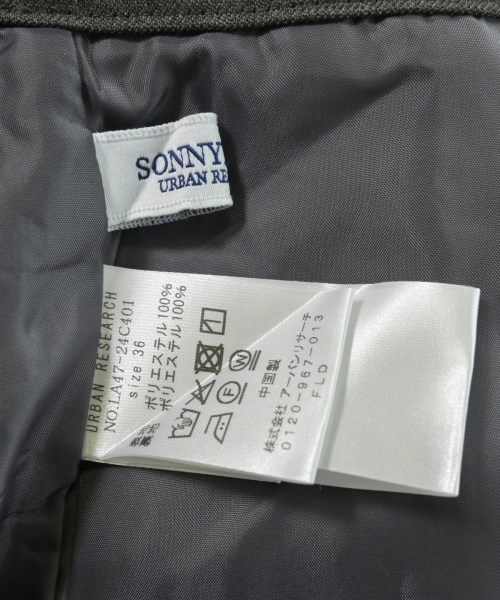 SONNY
URBAN RE
URBAN RESEARCH
NO.LA47-24C401
size 36
ポリエステル100%
ポリエステル100%
中国製
株式会社 アーバンリサーチ
0120-967-013
FLD